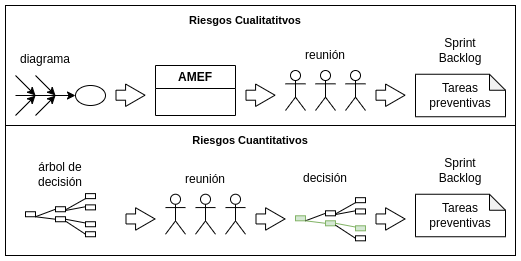 Riesgos Cualitatitvos
diagrama
AMEF
reunión
Sprint
Backlog
Tareas
preventivas
Riesgos Cuantitativos
árbol de
decisión
reunión
decisión
Sprint
Backlog
Tareas
preventivas